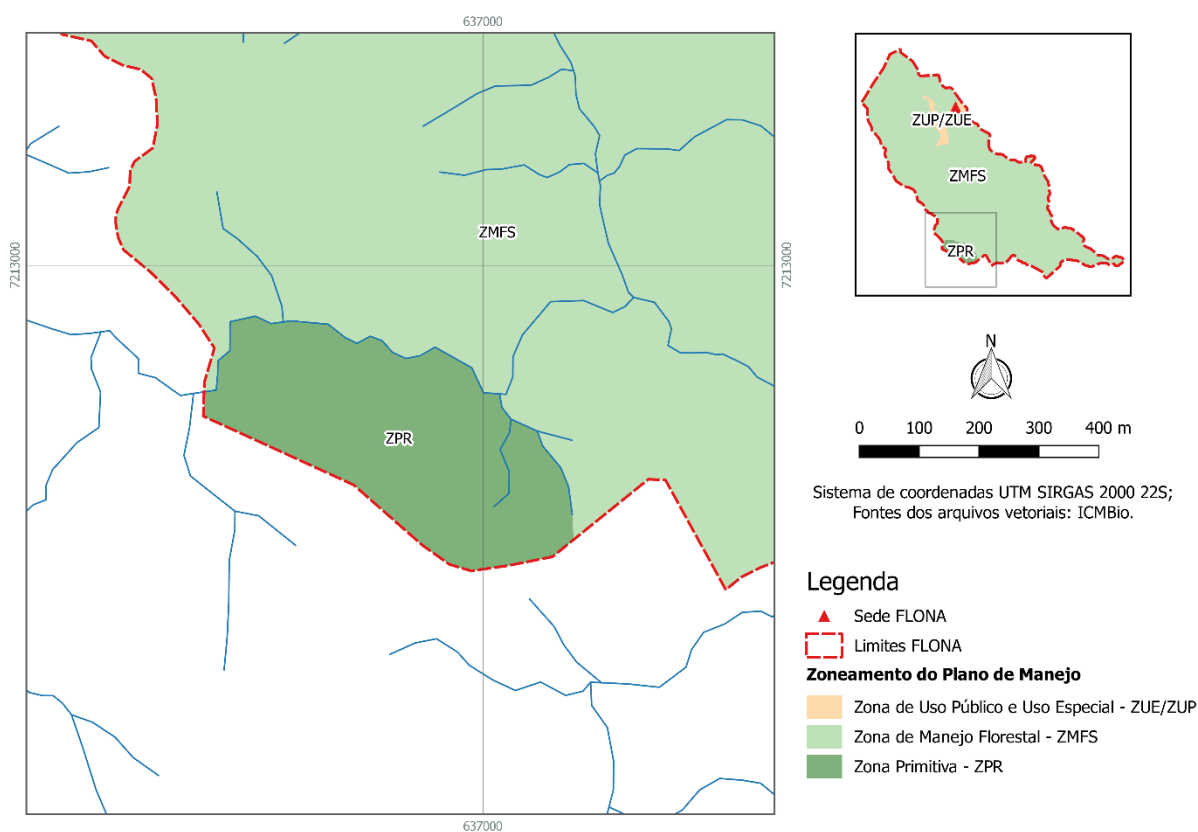 637000
7213000
ZMFS
ZPR
7213000
637000
ZUP/ZUE
ZMFS
ZPR
N
0 100 200 300 400 m
Sistema de coordenadas UTM SIRGAS 2000 22S;
Fontes dos arquivos vetoriais: ICMBio.
Legenda
Sede FLONA
Limites FLONA
Zoneamento do Plano de Manejo
Zona de Uso Público e Uso Especial - ZUE/ZUP
Zona de Manejo Florestal - ZMFS
Zona Primitiva - ZPR